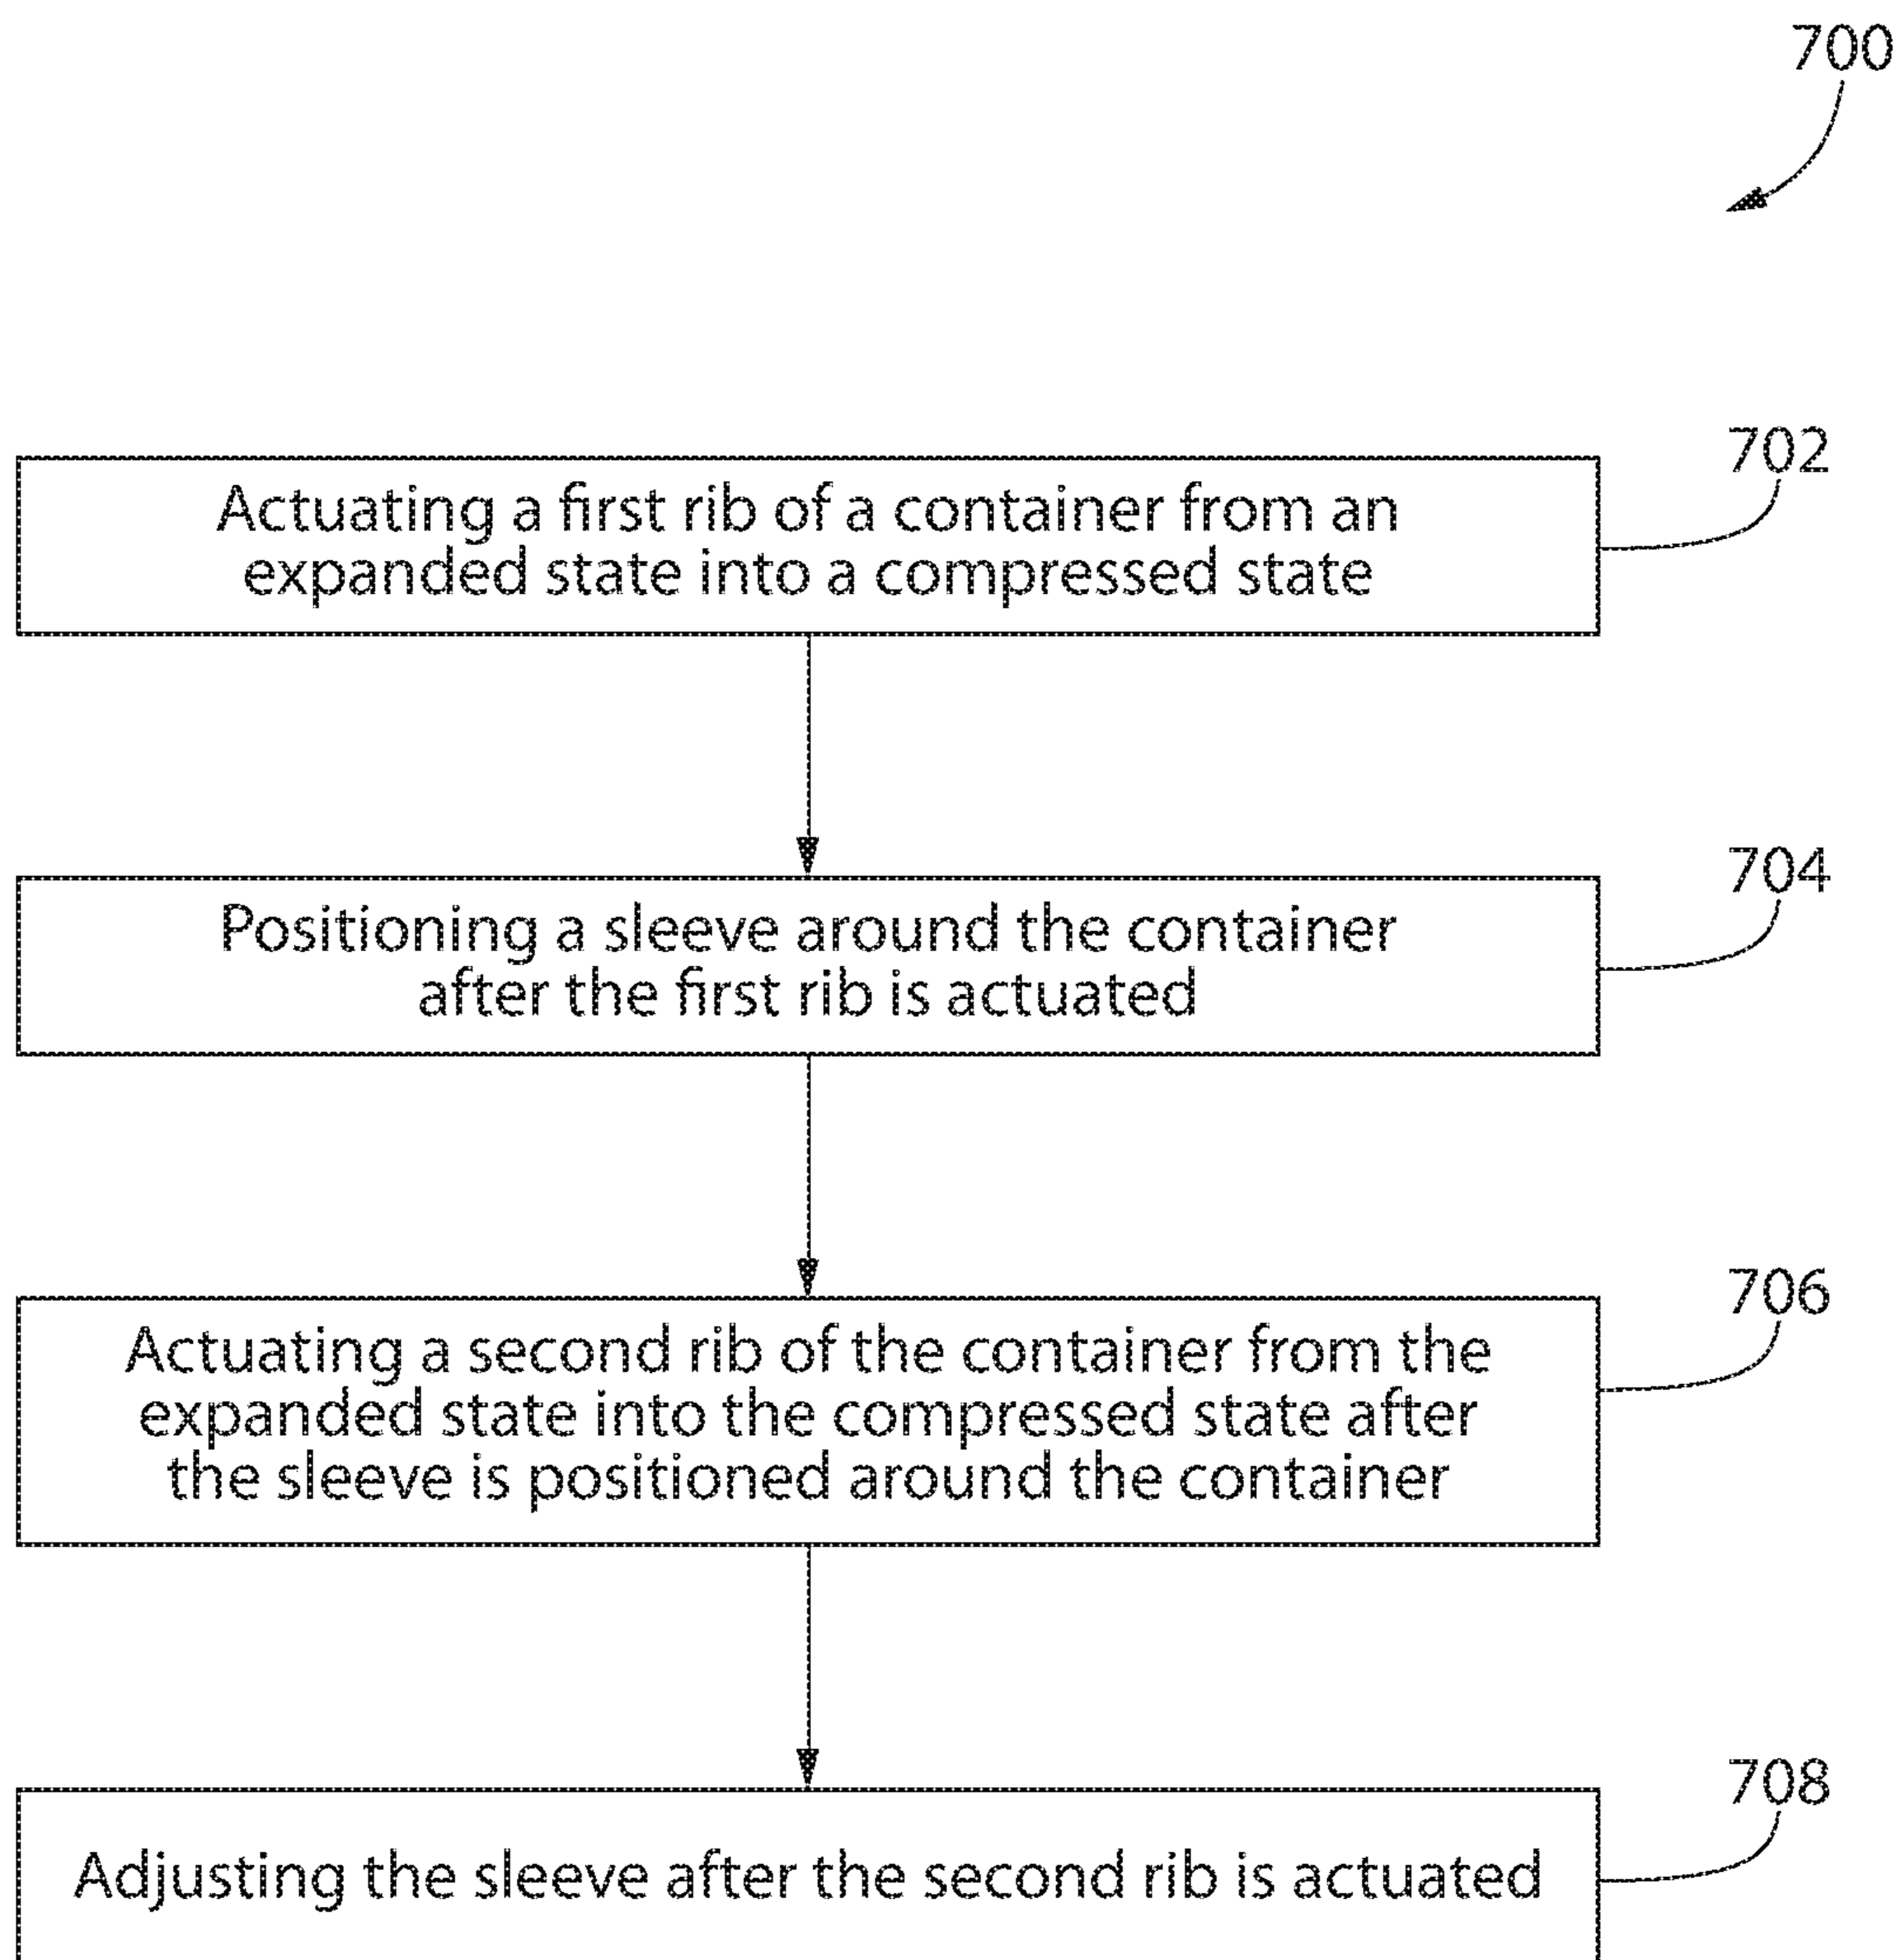 700
702
Actuating a first rib of a container from an
expanded state into a compressed state
704
Positioning a sleeve around the container
after the first rib is actuated
706
Actuating a second rib of the container from the
expanded state into the compressed state after
the sleeve is positioned around the container
708
Adjusting the sleeve after the second rib is actuated